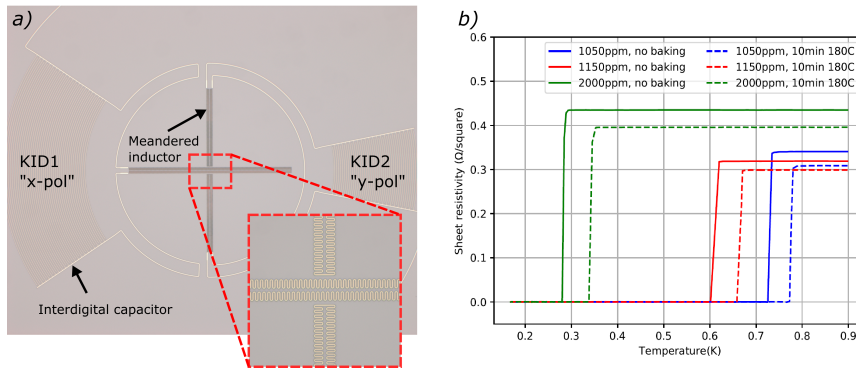 a)
KID1
"x-pol"
Meandered
inductor
KID2
"y-pol"
Interdigital capacitor
b)
Sheet resistivity (Ω/square)
0.6
0.5
0.4
0.3
0.2
0.1
0.0
1050ppm, no baking
1150ppm, no baking
2000ppm, no baking
1050ppm, 10min 180C
1150ppm, 10min 180C
2000ppm, 10min 180C
0.2
0.3
0.4
0.5
0.6
0.7
0.8
0.9
Temperature(K)